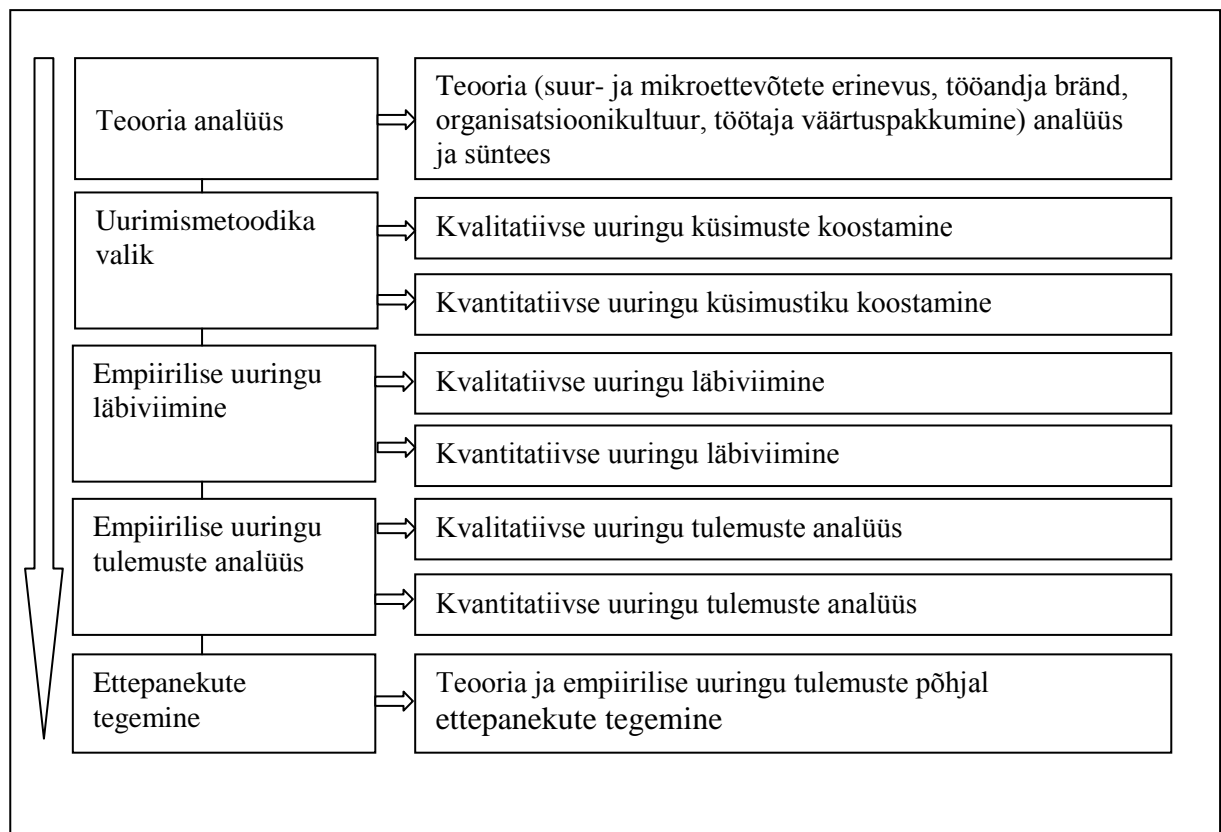 Teooria analüüs
Teooria (suur- ja mikroettevõtete erinevus, tööandja bränd,
organisatsioonikultuur, töötaja väärtuspakkumine) analüüs
ja süntees
Uurimismetoodika
valik
Kvalitatiivse uuringu küsimuste koostamine
Kvantitatiivse uuringu küsimustiku koostamine
Empiirilise uuringu
läbiviimine
Kvalitatiivse uuringu läbiviimine
Kvantitatiivse uuringu läbiviimine
Empiirilise uuringu
tulemuste analüüs
Kvalitatiivse uuringu tulemuste analüüs
Kvantitatiivse uuringu tulemuste analüüs
Ettepanekute
tegemine
Teooria ja empiirilise uuringu tulemuste põhjal
ettepanekute tegemine